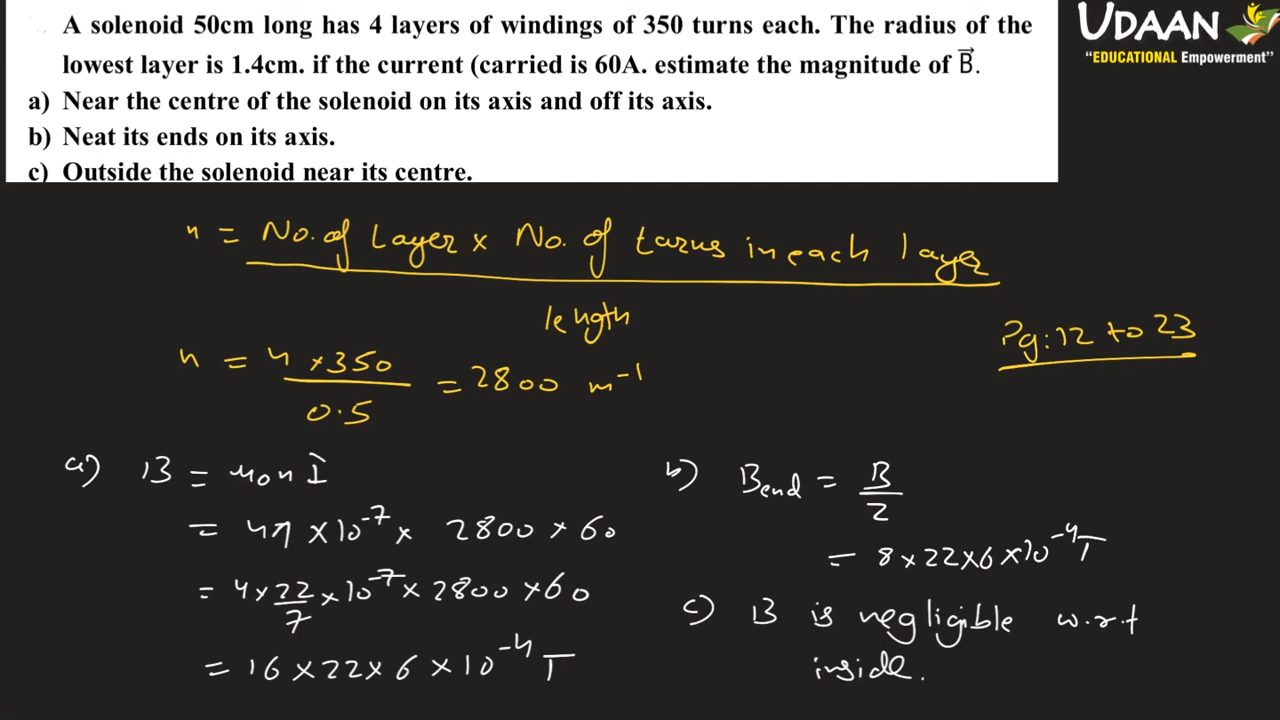 A solenoid 50cm long has 4 layers of windings of 350 turns each. The radius of the
lowest layer is 1.4cm. if the current (carried is 60A. estimate the magnitude of B⃗.
a) Near the centre of the solenoid on its axis and off its axis.
b) Neat its ends on its axis.
c) Outside the solenoid near its centre.
UDAAN
"EDUCATIONAL Empowerment"
n = No. of Layer × No. of turns in each layer
length
n = 4 × 350 / 0.5 = 2800 m⁻¹
Pg: 12 to 23
a) B = μ₀nI
= 4π × 10⁻⁷ × 2800 × 60
= 4 × 22/7 × 10⁻⁷ × 2800 × 60
= 16 × 22 × 6 × 10⁻⁴ T
b) Bend = B/2
= 8 × 22 × 6 × 10⁻⁴ T
c) B is negligible w.r.t
inside.